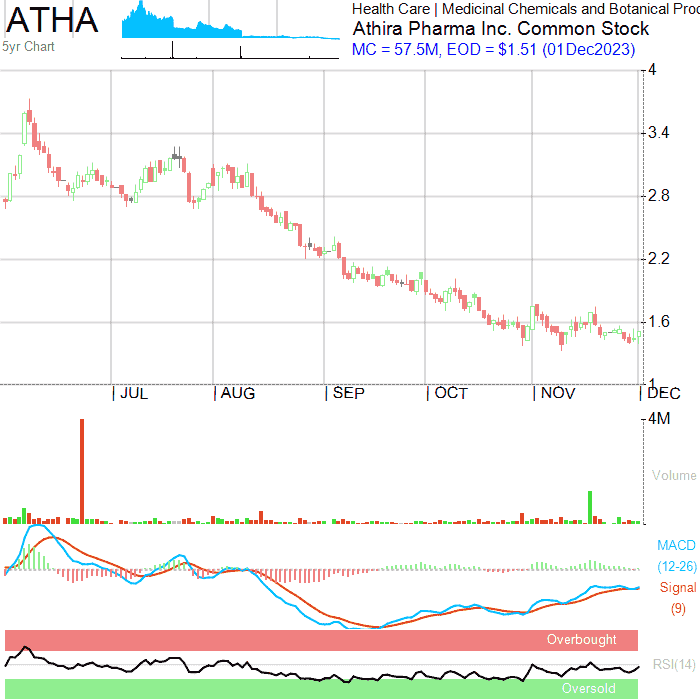 ATHA
5yr Chart
Health Care | Medicinal Chemicals and Botanical Proc
Athira Pharma Inc. Common Stock
MC = 57.5M, EOD = $1.51 (01Dec2023)
4
3.4
2.8
2.2
1.6
1
JUL AUG SEP OCT NOV DEC
4M
Volume
MACD
(12-26)
Signal
(9)
Overbought
RSI(14)
Oversold